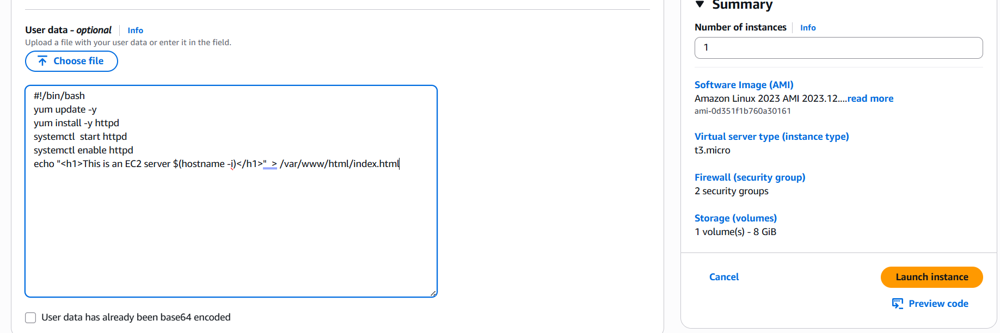 User data - optional
Info
Upload a file with your user data or enter it in the field.
Choose file
#!/bin/bash
yum update -y
yum install -y httpd
systemctl  start httpd
systemctl enable httpd
echo "<h1>This is an EC2 server $(hostname -i)</h1>"  > /var/www/html/index.html
User data has already been base64 encoded
Summary
Number of instances
Info
1
Software Image (AMI)
Amazon Linux 2023 AMI 2023.12....read more
ami-0d351f1b760a30161
Virtual server type (instance type)
t3.micro
Firewall (security group)
2 security groups
Storage (volumes)
1 volume(s) - 8 GiB
Cancel
Launch instance
Preview code